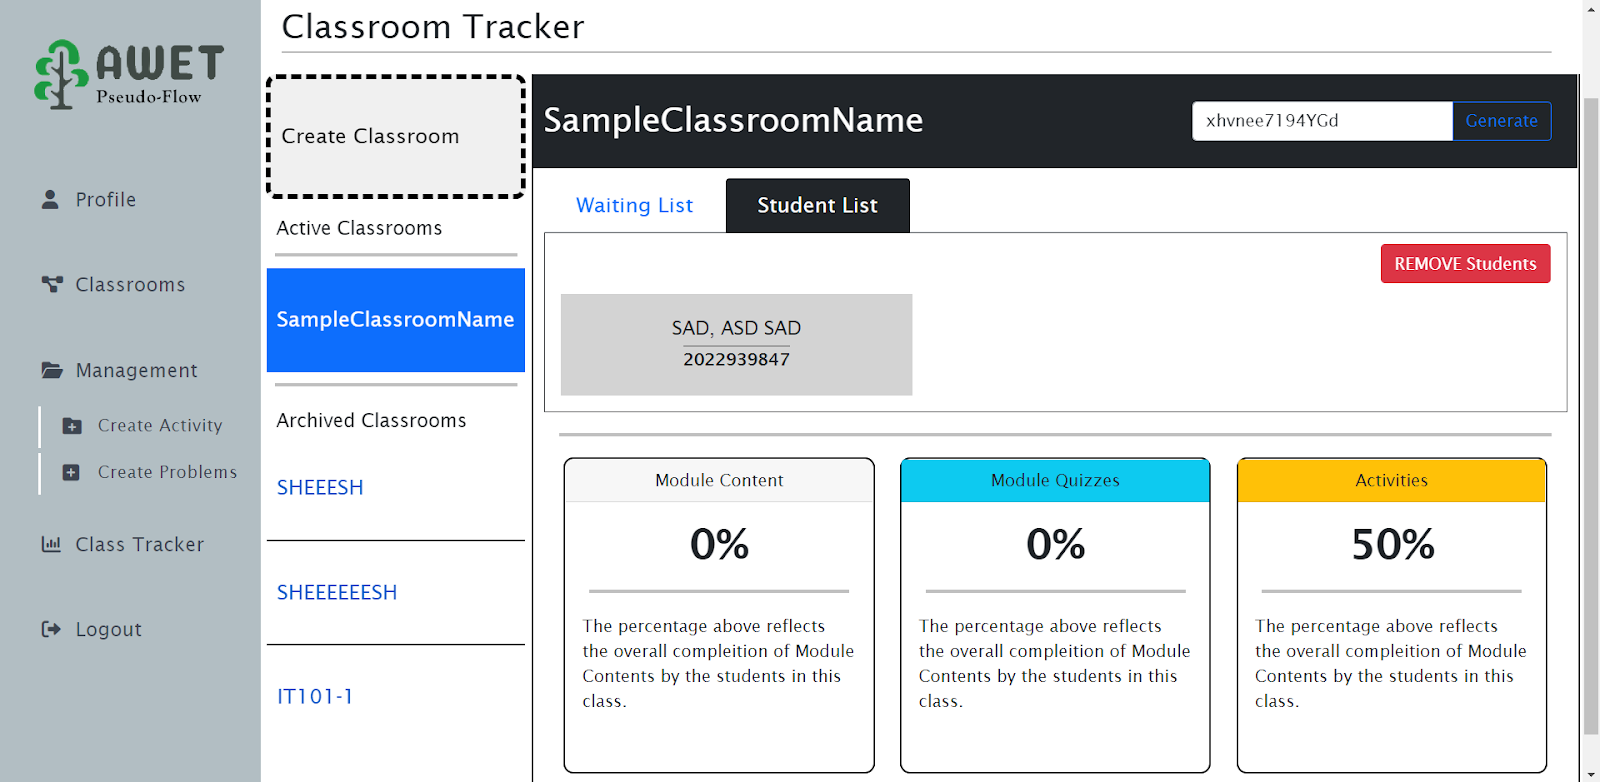 AWET
Pseudo-Flow
Profile
Classrooms
Management
Create Activity
Create Problems
Class Tracker
Logout
Classroom Tracker
Create Classroom
Active Classrooms
SampleClassroomName
Archived Classrooms
SHEEESH
SHEEEEEESH
IT101-1
SampleClassroomName
xhvnee7194YGd
Generate
Waiting List
Student List
REMOVE Students
SAD, ASD SAD
2022939847
Module Content
0%
The percentage above reflects
the overall compleition of Module
Contents by the students in this
class.
Module Quizzes
0%
The percentage above reflects
the overall compleition of Module
Contents by the students in this
class.
Activities
50%
The percentage above reflects
the overall compleition of Module
Contents by the students in this
class.